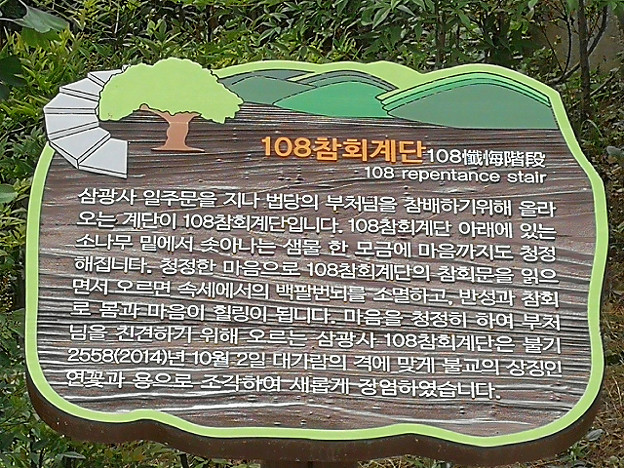 108참회계단 108懺悔階段
108 repentance stair
삼광사 일주문을 지나 법당의 부처님을 참배하기위해 올라
오는 계단이 108참회계단입니다. 108참회계단 아래에 있는
소나무 밑에서 솟아나는 샘물 한 모금에 마음까지도 청정
해집니다. 청정한 마음으로 108참회계단의 참회문을 읽으
면서 오르면 속세에서의 백팔번뇌를 소멸하고, 반성과 참회
로 몸과 마음이 힐링이 됩니다. 마음을 청정히 하여 부처
님을 친견하기 위해 오르는 삼광사 108참회계단은 불기
2558(2014)년 10월 2일 대가람의 격에 맞게 불교의 상징인
연꽃과 용으로 조각하여 새롭게 장엄하였습니다.